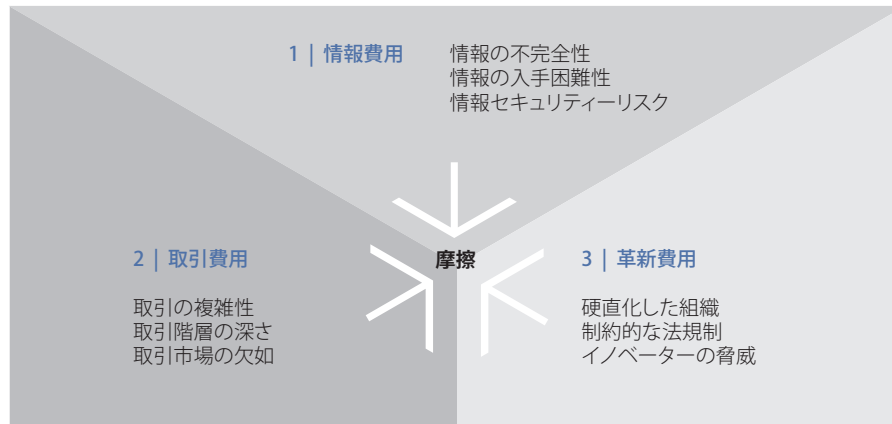 1 | 情報費用
情報の不完全性
情報の入手困難性
情報セキュリティーリスク
摩擦
2 | 取引費用
取引の複雑性
取引階層の深さ
取引市場の欠如
3 | 革新費用
硬直化した組織
制約的な法規制
イノベーターの脅威